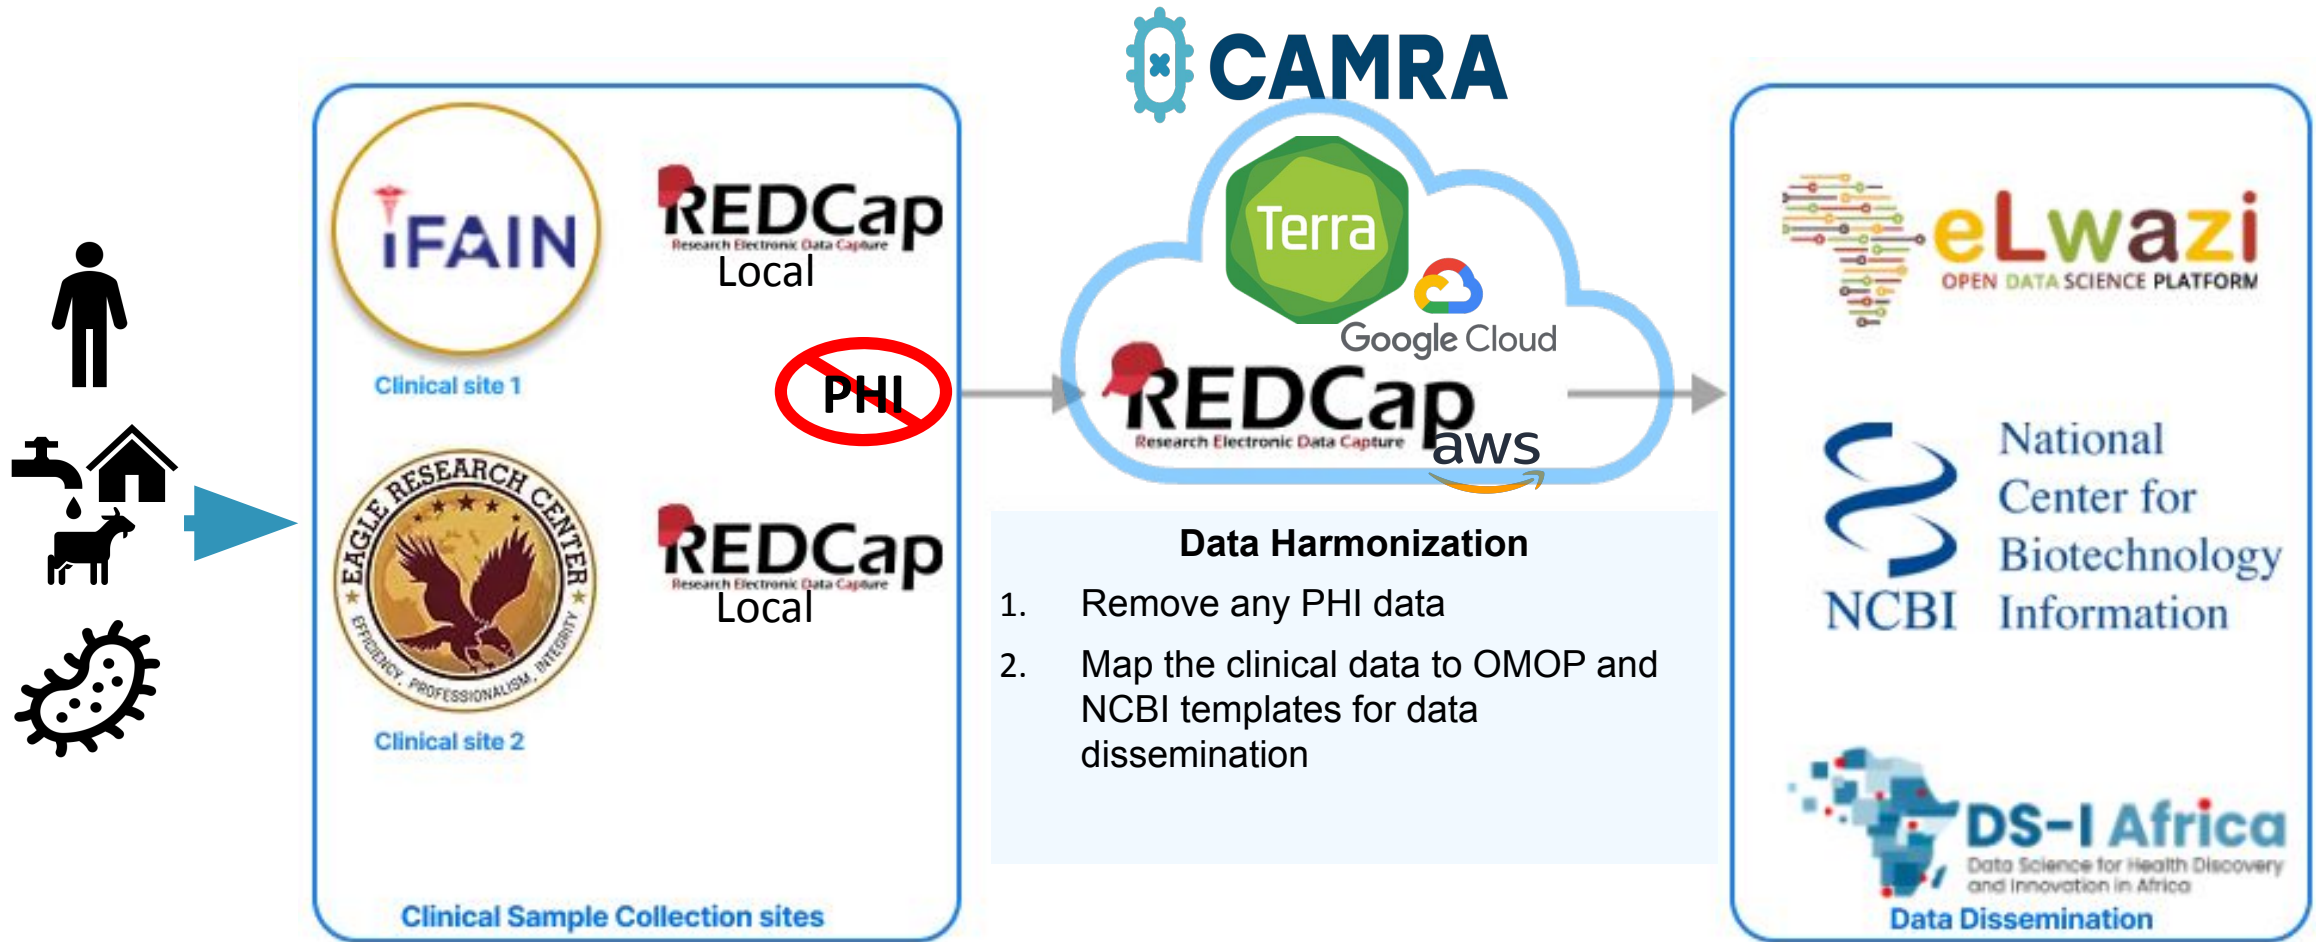 CAMRA
iFAIN
Clinical site 1
REDCap
Research Electronic Data Capture
Local
PHI
EAGLE RESEARCH CENTER
EFFICIENCY, PROFESSIONALISM, INTEGRITY
Clinical site 2
REDCap
Research Electronic Data Capture
Local
Clinical Sample Collection sites
Terra
Google Cloud
REDCap
Research Electronic Data Capture
aws
Data Harmonization
1. Remove any PHI data
2. Map the clinical data to OMOP and
NCBI templates for data
dissemination
eLwazi
OPEN DATA SCIENCE PLATFORM
NCBI
National
Center for
Biotechnology
Information
DS-I Africa
Data Science for Health Discovery
and Innovation in Africa
Data Dissemination